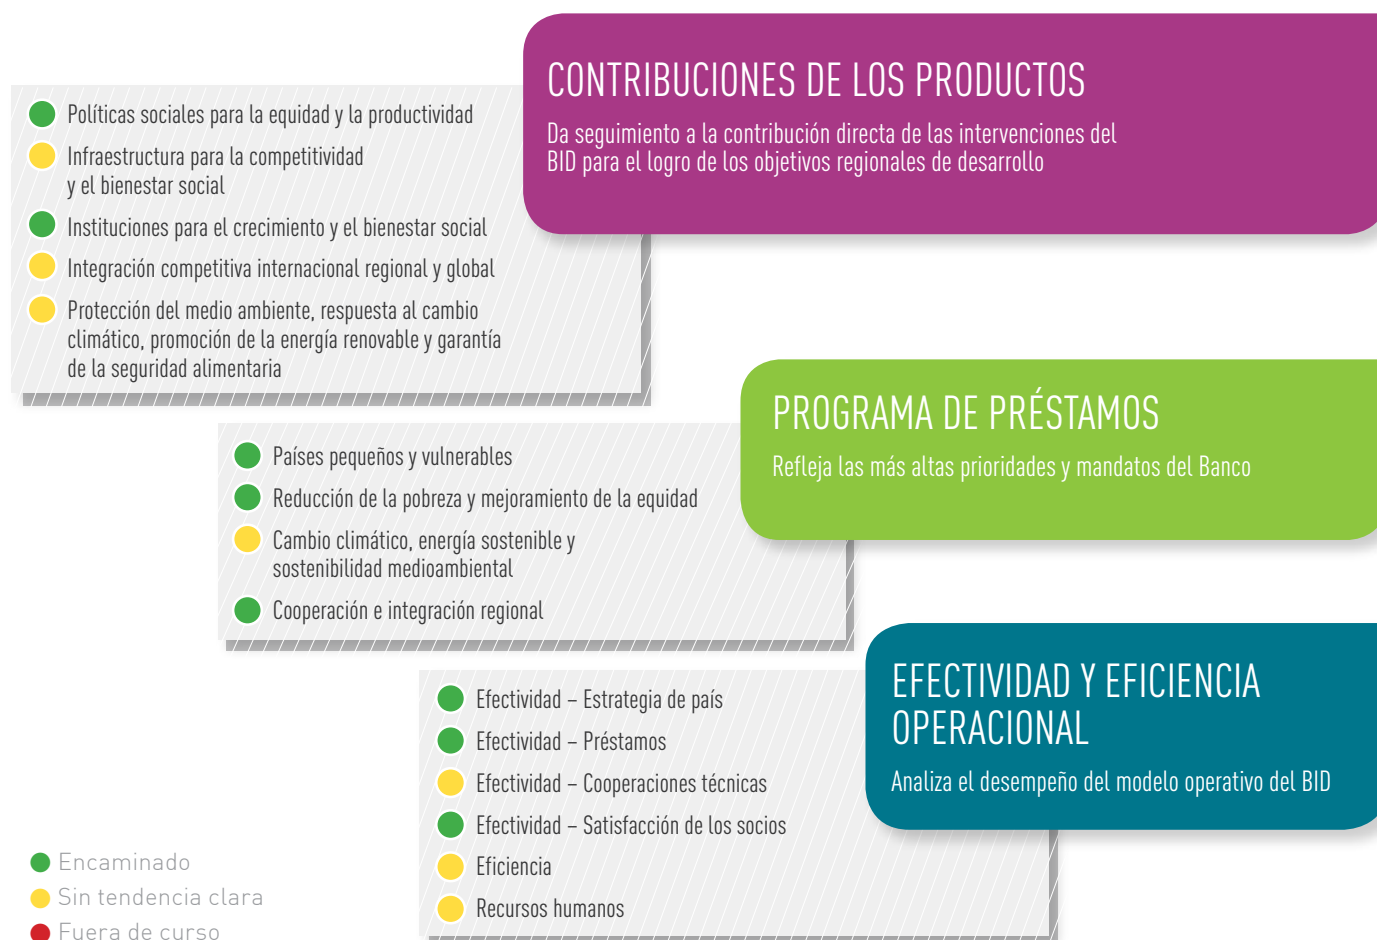 CONTRIBUCIONES DE LOS PRODUCTOS
Da seguimiento a la contribución directa de las intervenciones del
BID para el logro de los objetivos regionales de desarrollo
Políticas sociales para la equidad y la productividad
Infraestructura para la competitividad
y el bienestar social
Instituciones para el crecimiento y el bienestar social
Integración competitiva internacional regional y global
Protección del medio ambiente, respuesta al cambio
climático, promoción de la energía renovable y garantía
de la seguridad alimentaria
PROGRAMA DE PRÉSTAMOS
Refleja las más altas prioridades y mandatos del Banco
Países pequeños y vulnerables
Reducción de la pobreza y mejoramiento de la equidad
Cambio climático, energía sostenible y
sostenibilidad medioambiental
Cooperación e integración regional
EFECTIVIDAD Y EFICIENCIA
OPERACIONAL
Analiza el desempeño del modelo operativo del BID
Efectividad – Estrategia de país
Efectividad – Préstamos
Efectividad – Cooperaciones técnicas
Efectividad – Satisfacción de los socios
Eficiencia
Recursos humanos
Encaminado
Sin tendencia clara
Fuera de curso